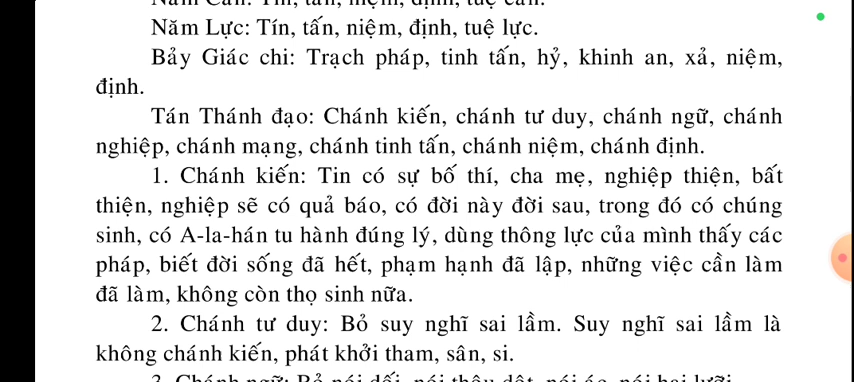 Năm Lực: Tín, tấn, niệm, định, tuệ lực.
Bảy Giác chi: Trạch pháp, tinh tấn, hỷ, khinh an, xả, niệm,
định.
Tán Thánh đạo: Chánh kiến, chánh tư duy, chánh ngữ, chánh
nghiệp, chánh mạng, chánh tinh tấn, chánh niệm, chánh định.
1. Chánh kiến: Tin có sự bố thí, cha mẹ, nghiệp thiện, bất
thiện, nghiệp sẽ có quả báo, có đời này đời sau, trong đó có chúng
sinh, có A-la-hán tu hành đúng lý, dùng thông lực của mình thấy các
pháp, biết đời sống đã hết, phạm hạnh đã lập, những việc cần làm
đã làm, không còn thọ sinh nữa.
2. Chánh tư duy: Bỏ suy nghĩ sai lầm. Suy nghĩ sai lầm là
không chánh kiến, phát khởi tham, sân, si.